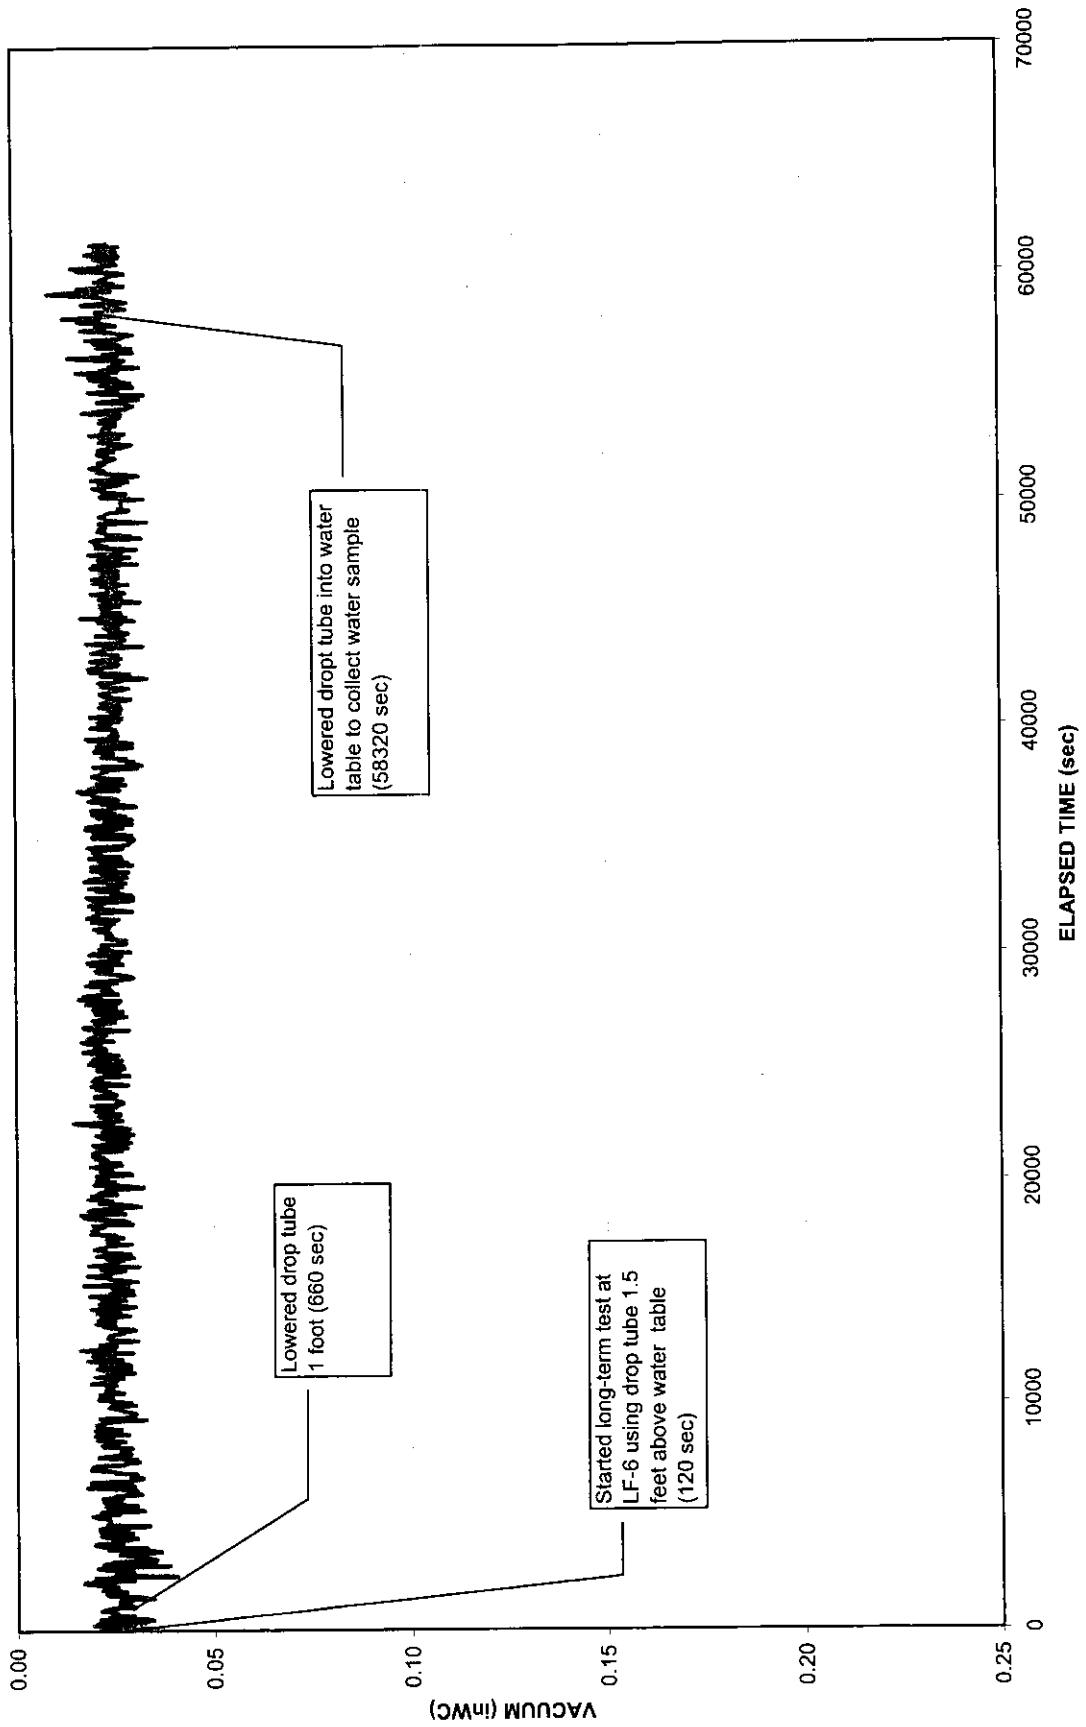 0.00
0.05
0.10
0.15
0.20
0.25
VACUUM (inWC)
Lowered drop tube
1 foot (660 sec)
Started long-term test at
LF-6 using drop tube 1.5
feet above water table
(120 sec)
Lowered dropt tube into water
table to collect water sample
(58320 sec)
0
10000
20000
30000
40000
50000
60000
70000
ELAPSED TIME (sec)